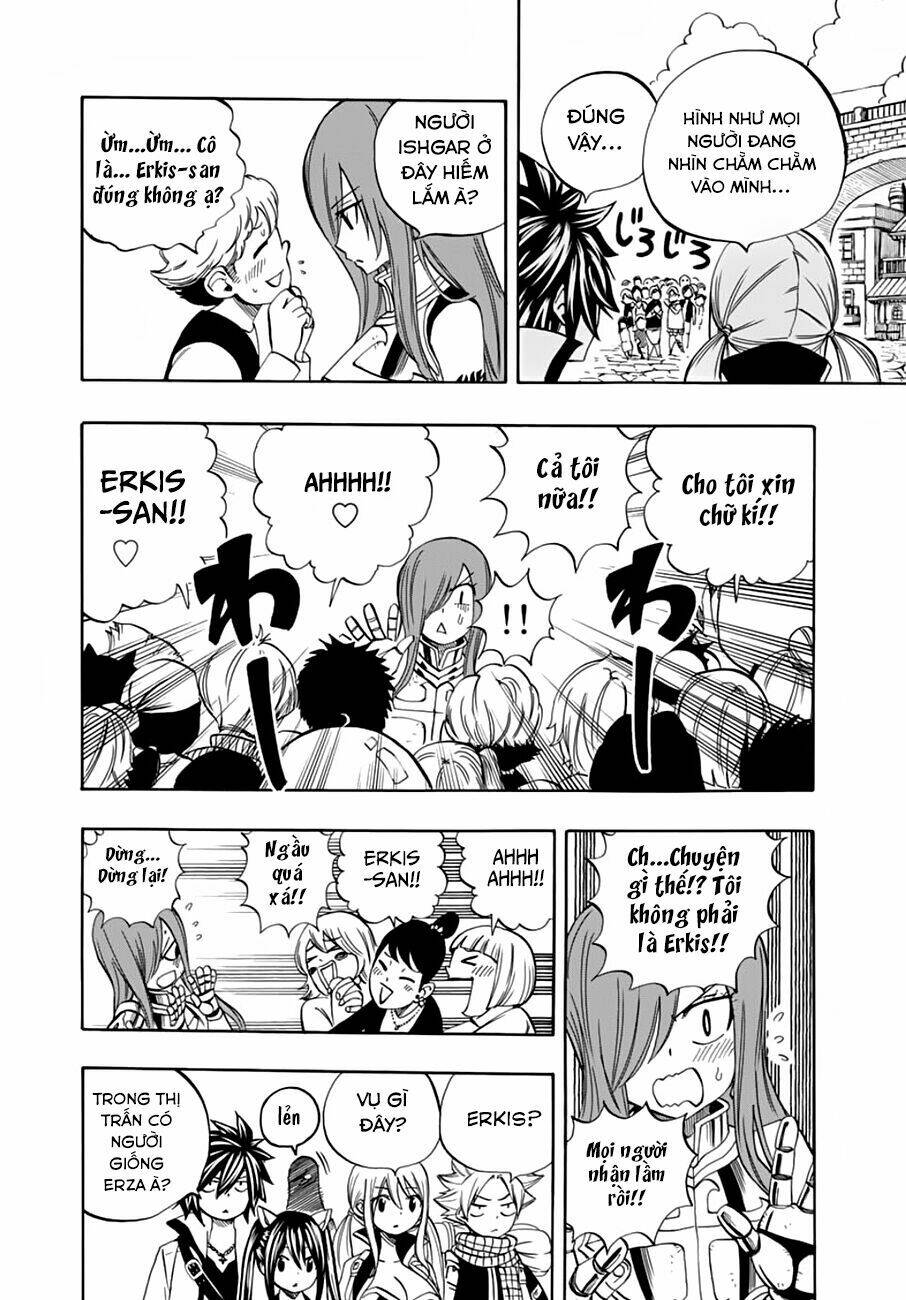 HÌNH NHƯ MỌI
NGƯỜI ĐANG
NHÌN CHẰM CHẰM
VÀO MÌNH...
ĐÚNG
VẬY...
じろじろ
NGƯỜI
ISHGAR Ở
ĐÂY HIẾM
LẮM À?
Ừm...Ừm... Cô
là... Erkis-san
đúng không ạ?
Cho tôi xin
chữ kí!!
Cả tôi
nữa!!
AHHHH!!
♡
ERKIS
-SAN!!
♡
!!
わー
わー
Ch...Chuyện
gì thế!? Tôi
không phải
là Erkis!!
Mọi người
nhận lầm
rồi!!
AHHH
AHHH!!
ERKIS
-SAN!!
Ngầu
quá
xá!!
Dừng...
Dừng lại!
ERKIS?
VỤ GÌ
ĐÂY?
lẻn
TRONG THỊ
TRẤN CÓ
NGƯỜI
GIỐNG
ERZA À?